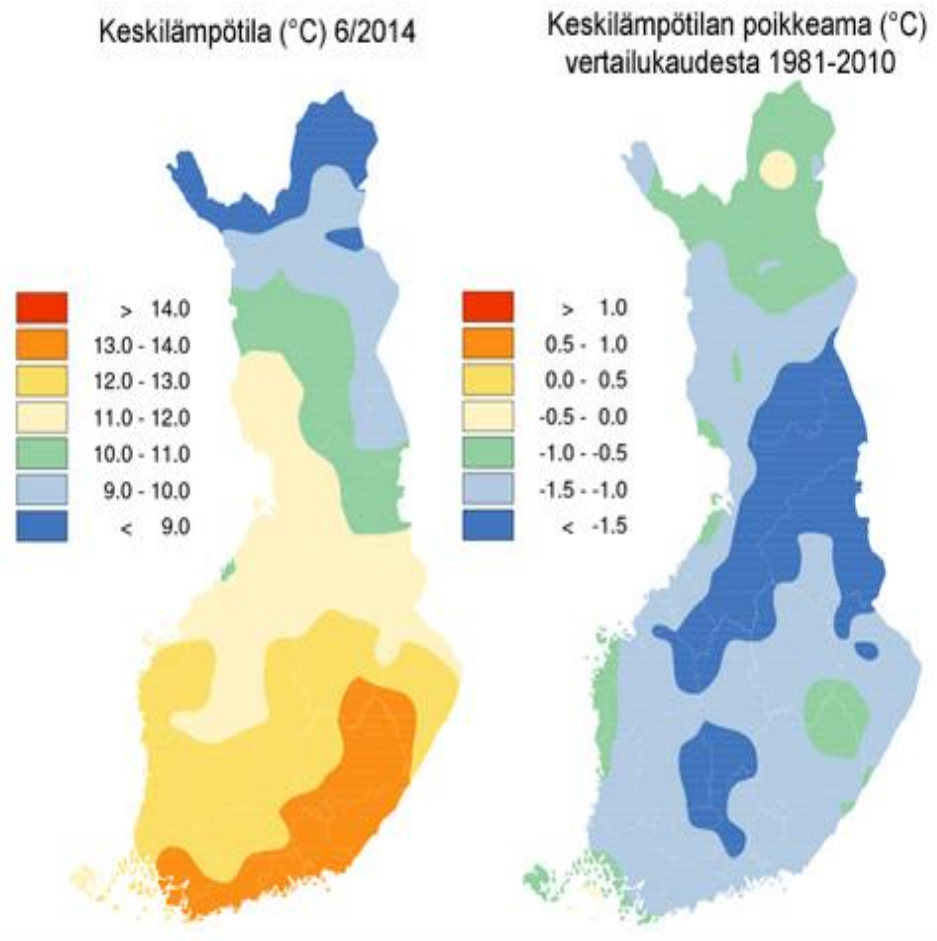 Keskilämpötila (°C) 6/2014
> 14.0
13.0 - 14.0
12.0 - 13.0
11.0 - 12.0
10.0 - 11.0
9.0 - 10.0
< 9.0
Keskilämpötilan poikkeama (°C)
vertailukaudesta 1981-2010
> 1.0
0.5 - 1.0
0.0 - 0.5
-0.5 - 0.0
-1.0 - -0.5
-1.5 - -1.0
< -1.5